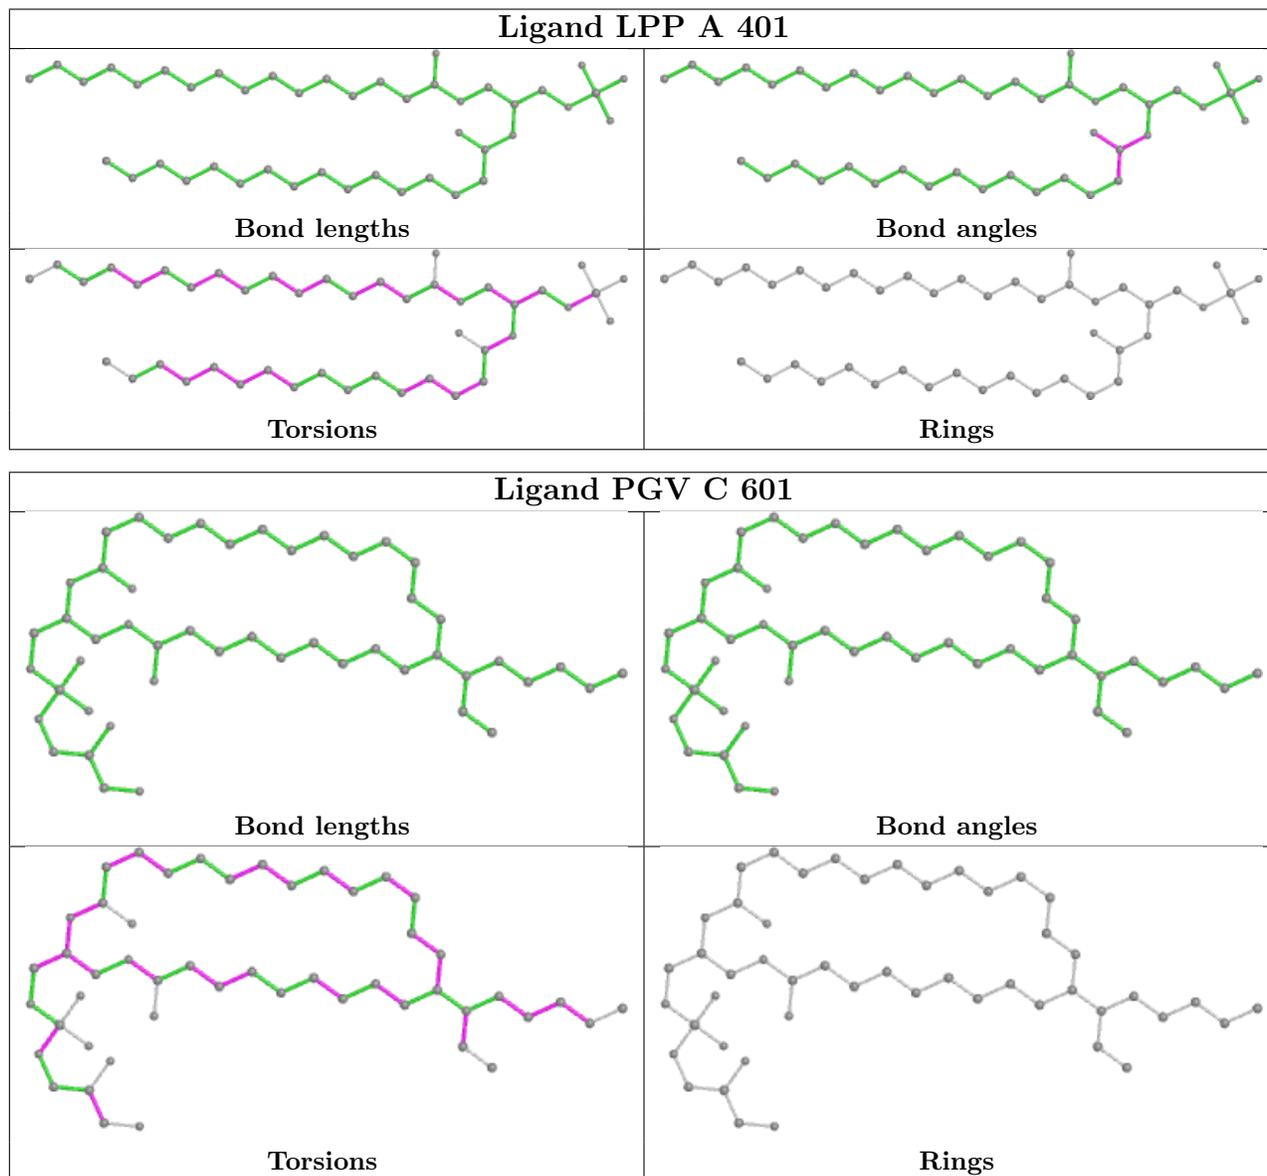 Ligand LPP A 401
Bond lengths
Bond angles
Torsions
Rings
Ligand PGV C 601
Bond lengths
Bond angles
Torsions
Rings